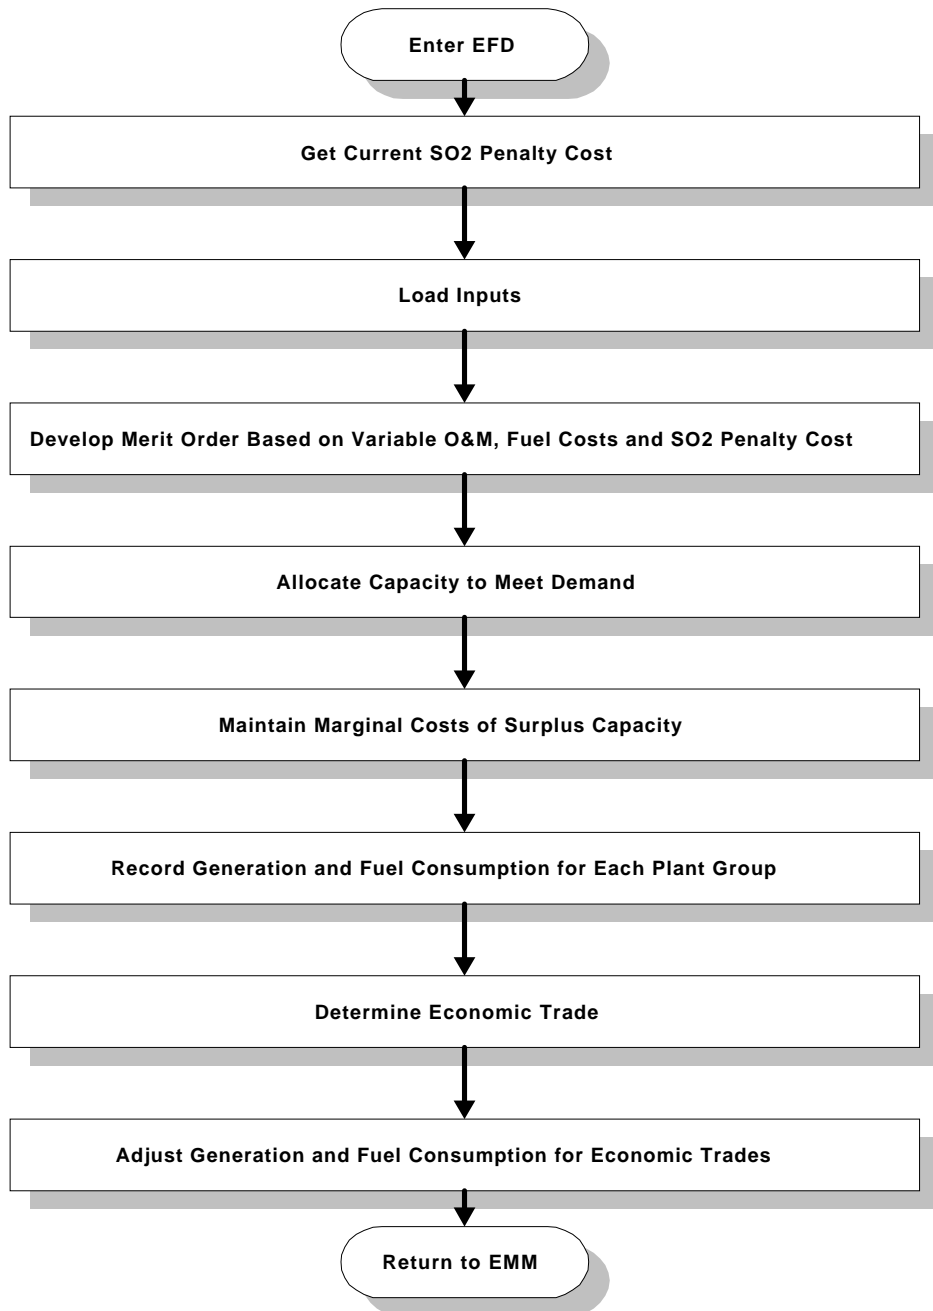 Enter EFD
Get Current SO2 Penalty Cost
Load Inputs
Develop Merit Order Based on Variable O&M, Fuel Costs and SO2 Penalty Cost
Allocate Capacity to Meet Demand
Maintain Marginal Costs of Surplus Capacity
Record Generation and Fuel Consumption for Each Plant Group
Determine Economic Trade
Adjust Generation and Fuel Consumption for Economic Trades
Return to EMM